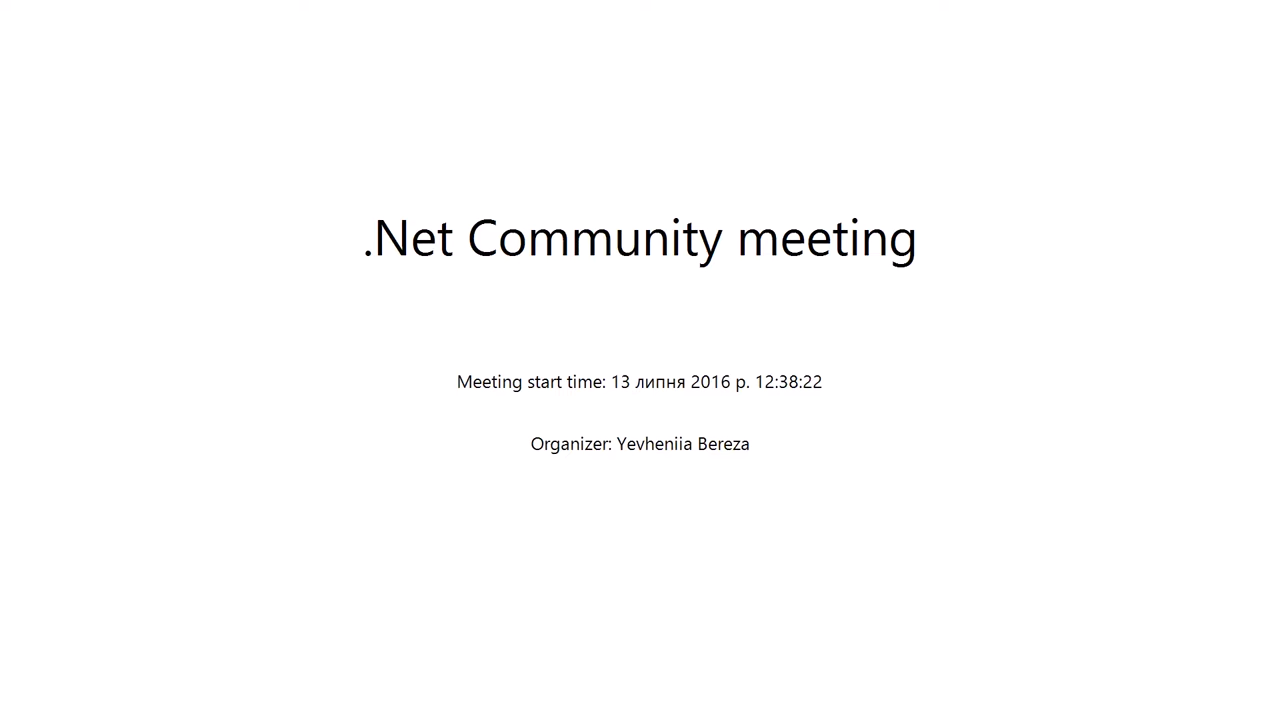 .Net Community meeting
Meeting start time: 13 липня 2016 р. 12:38:22
Organizer: Yevheniia Bereza